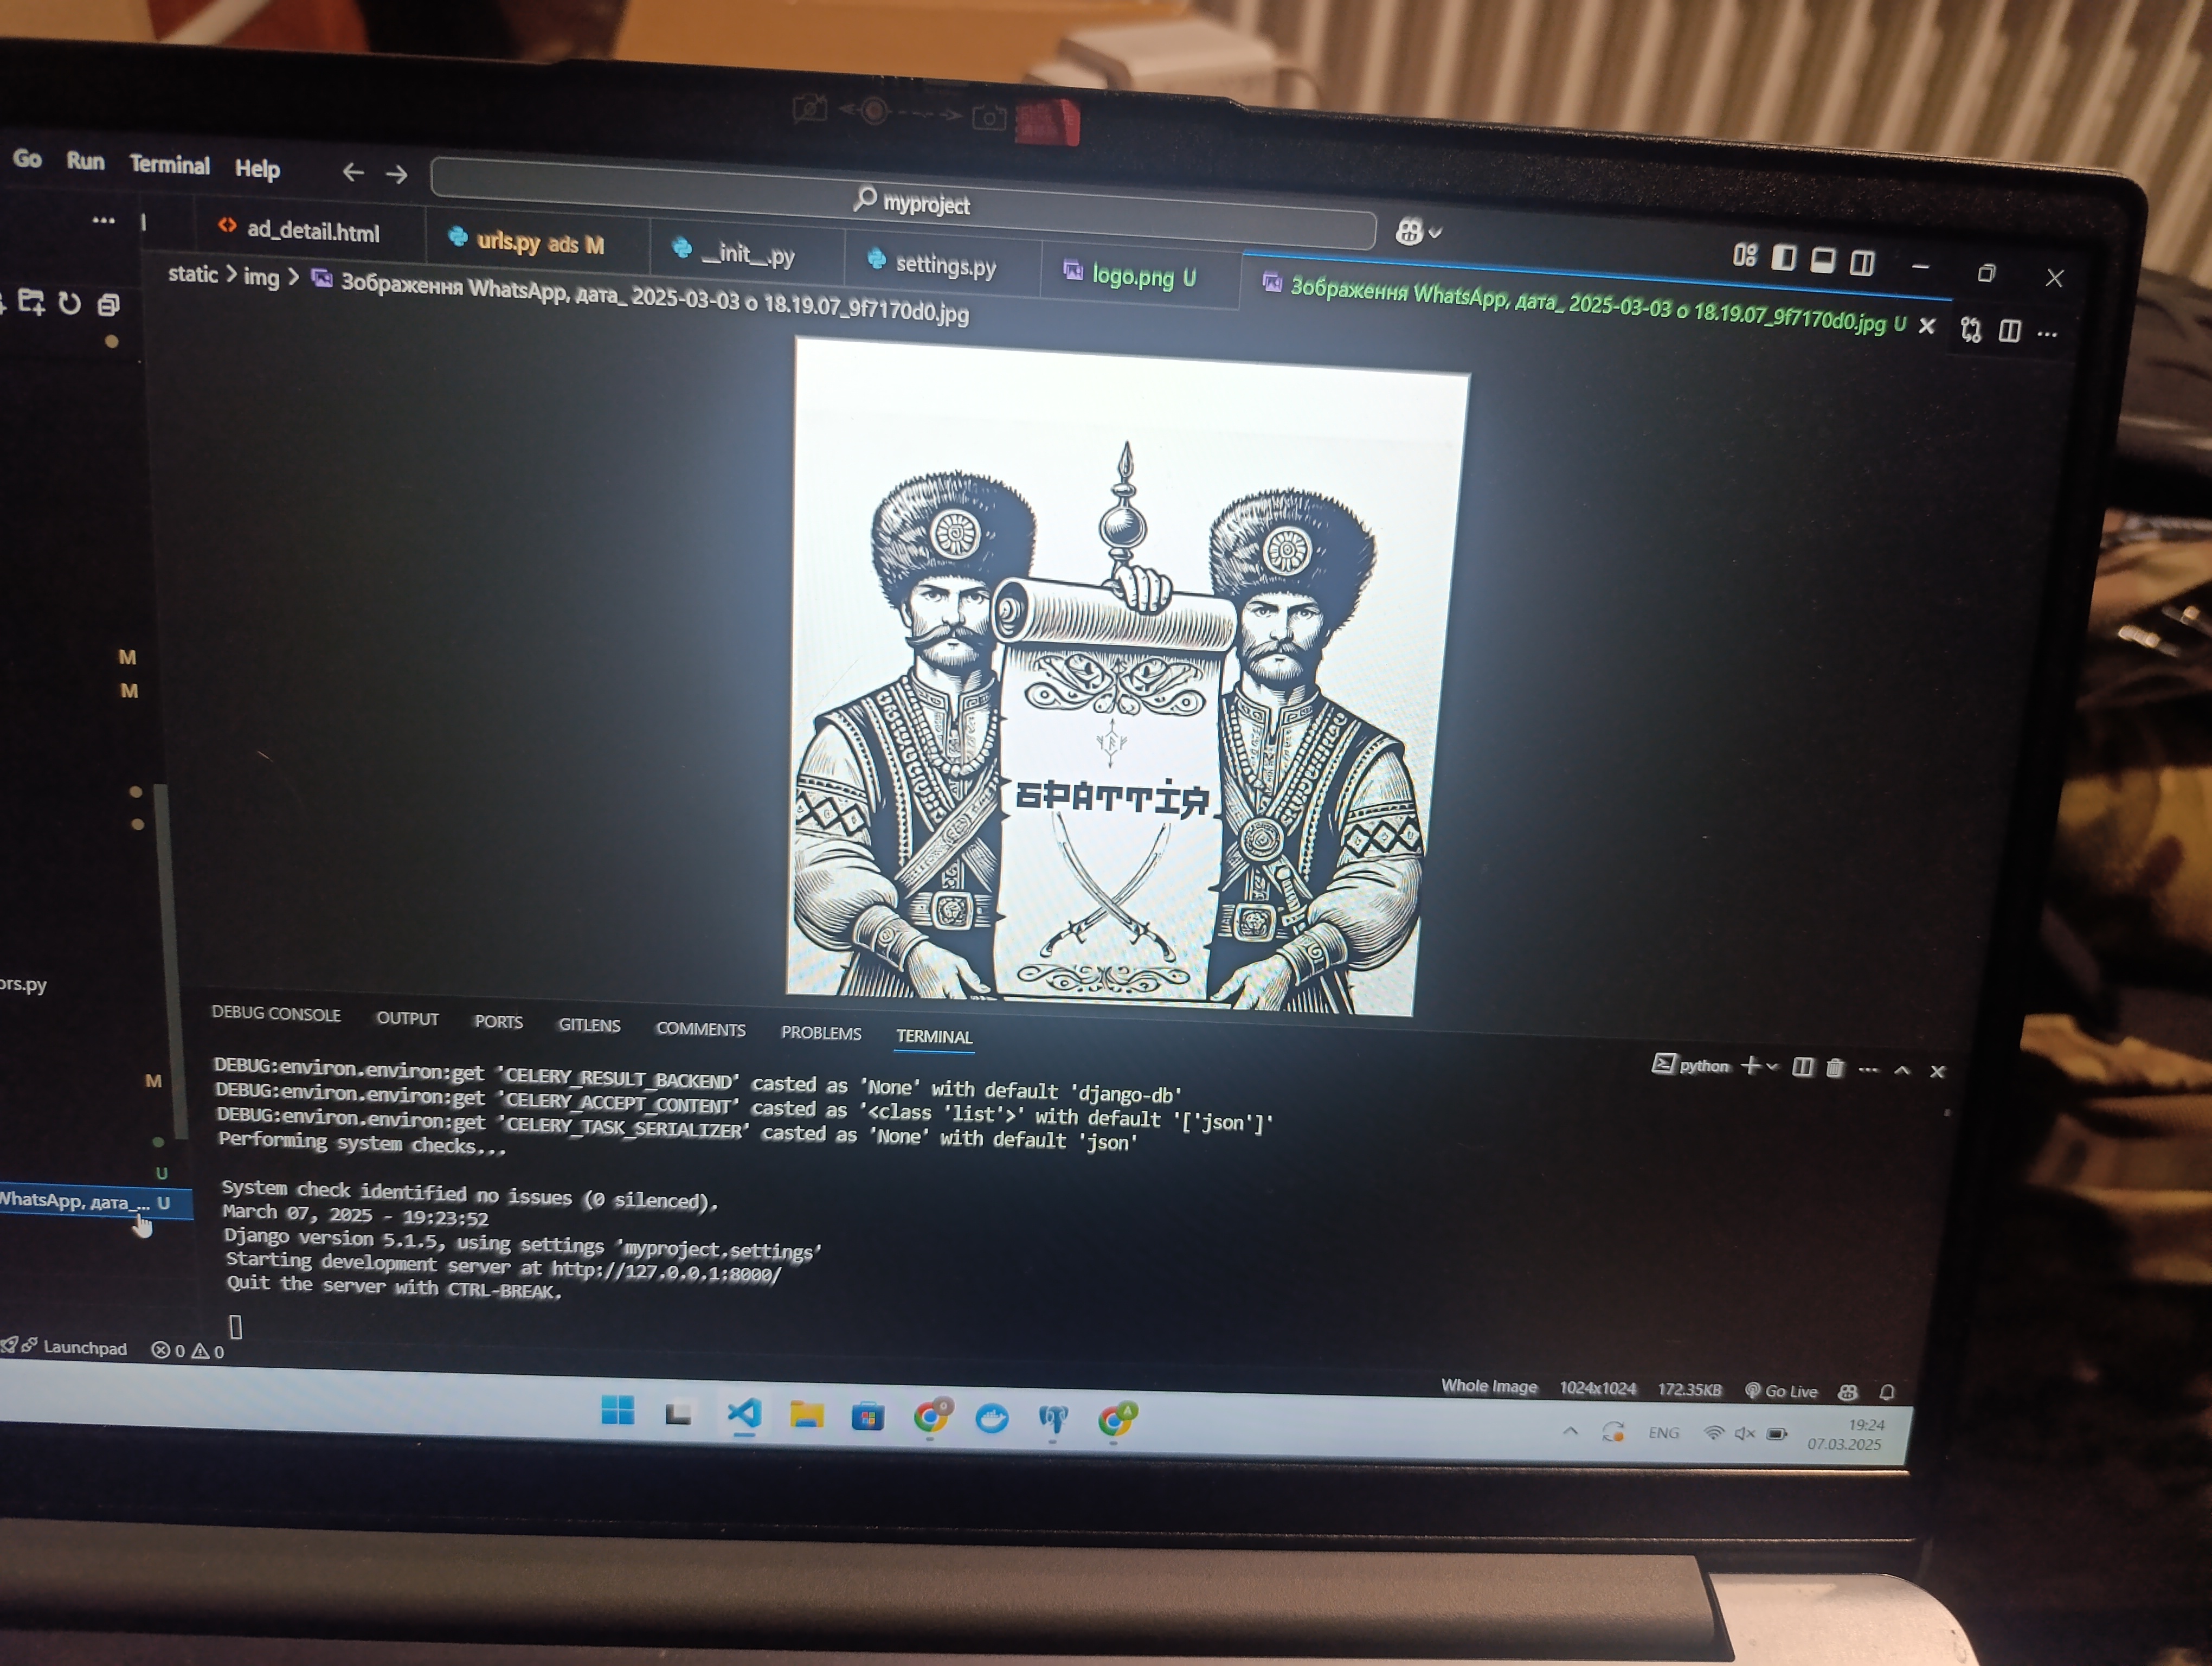 Go Run Terminal Help
myproject
ad_detail.html
urls.py ads M
__init__.py
settings.py
logo.png U
Зображення WhatsApp, дата_ 2025-03-03 о 18.19.07_9f7170d0.jpg U
static > img > Зображення WhatsApp, дата_ 2025-03-03 о 18.19.07_9f7170d0.jpg
M
M
ors.py
M
U
WhatsApp, дата_... U
БРАТТІЯ
DEBUG CONSOLE OUTPUT PORTS GITLENS COMMENTS PROBLEMS TERMINAL
python
DEBUG:environ.environ:get 'CELERY_RESULT_BACKEND' casted as 'None' with default 'django-db'
DEBUG:environ.environ:get 'CELERY_ACCEPT_CONTENT' casted as '<class 'list'>' with default '['json']'
DEBUG:environ.environ:get 'CELERY_TASK_SERIALIZER' casted as 'None' with default 'json'
Performing system checks...
System check identified no issues (0 silenced).
March 07, 2025 - 19:23:52
Django version 5.1.5, using settings 'myproject.settings'
Starting development server at http://127.0.0.1:8000/
Quit the server with CTRL-BREAK.
Launchpad 0 0
Whole Image 1024x1024 172.35KB Go Live
ENG
19:24
07.03.2025